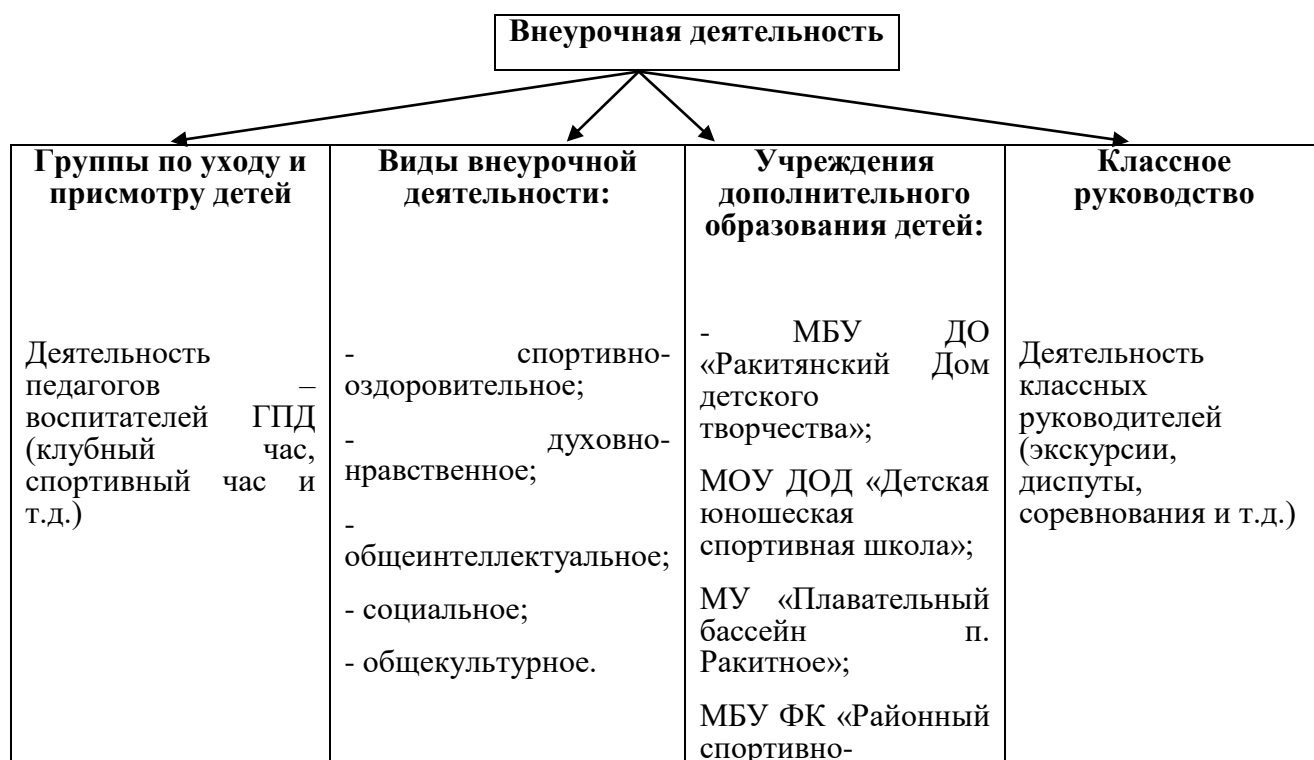 Внеурочная деятельность
Группы по уходу и
присмотру детей
Деятельность
педагогов –
воспитателей ГПД
(клубный час,
спортивный час и
т.д.)
Виды внеурочной
деятельности:
- спортивно-
оздоровительное;
- духовно-
нравственное;
-
общеинтеллектуальное;
- социальное;
- общекультурное.
Учреждения
дополнительного
образования детей:
- МБУ ДО
«Ракитянский Дом
детского
творчества»;
МОУ ДОД «Детская
юношеская
спортивная школа»;
МУ «Плавательный
бассейн п.
Ракитное»;
МБУ ФК «Районный
спортивно-
Классное
руководство
Деятельность
классных
руководителей
(экскурсии,
диспуты,
соревнования и т.д.)